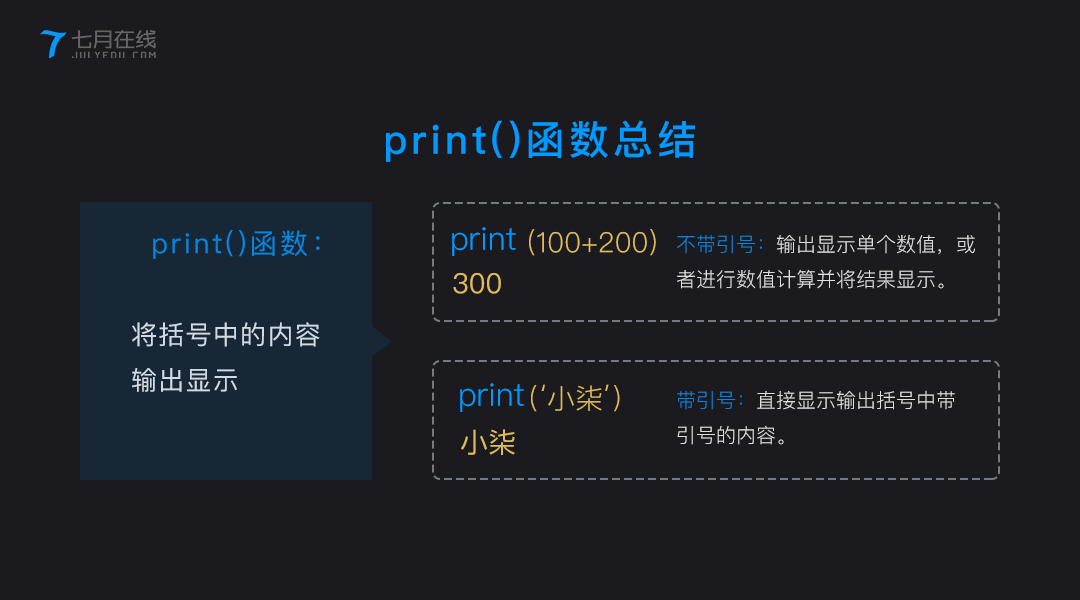 七月在线
JULYEDU.COM
print()函数总结
print()函数：
将括号中的内容
输出显示
print (100+200)
300
不带引号：输出显示单个数值，或
者进行数值计算并将结果显示。
print(‘小柒’)
小柒
带引号：直接显示输出括号中带
引号的内容。